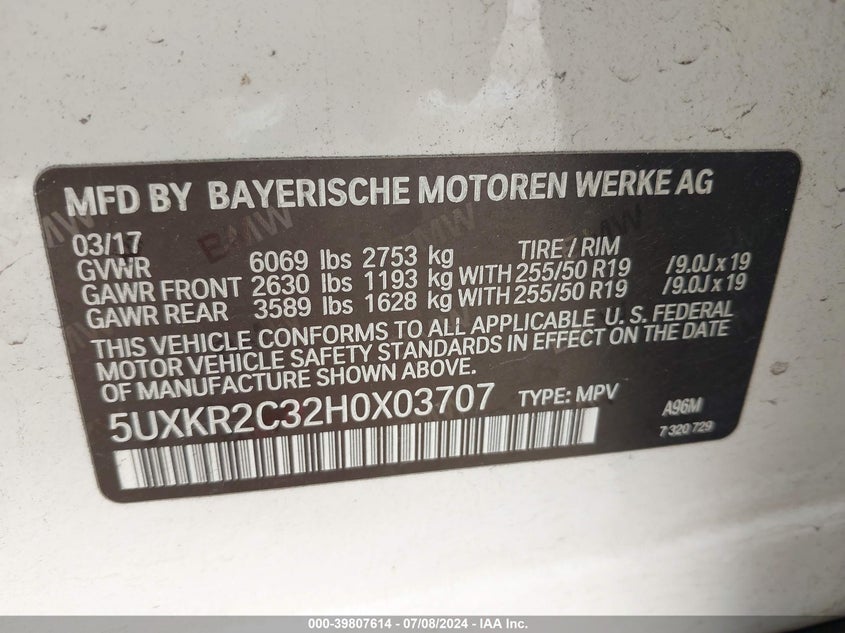 MFD BY BAYERISCHE MOTOREN WERKE AG
03/17 BMW TIRE / RIM
GVWR 6069 lbs 2753 kg
GAWR FRONT 2630 lbs 1193 kg WITH 255/50 R19 /9.0J x 19
GAWR REAR 3589 lbs 1628 kg WITH 255/50 R19 /9.0J x 19
THIS VEHICLE CONFORMS TO ALL APPLICABLE U. S. FEDERAL
MOTOR VEHICLE SAFETY STANDARDS IN EFFECT ON THE DATE
OF MANUFACTURE SHOWN ABOVE.
5UXKR2C32H0X03707 TYPE: MPV A96M
7 320 729
000-39807614 - 07/08/2024 - IAA Inc.